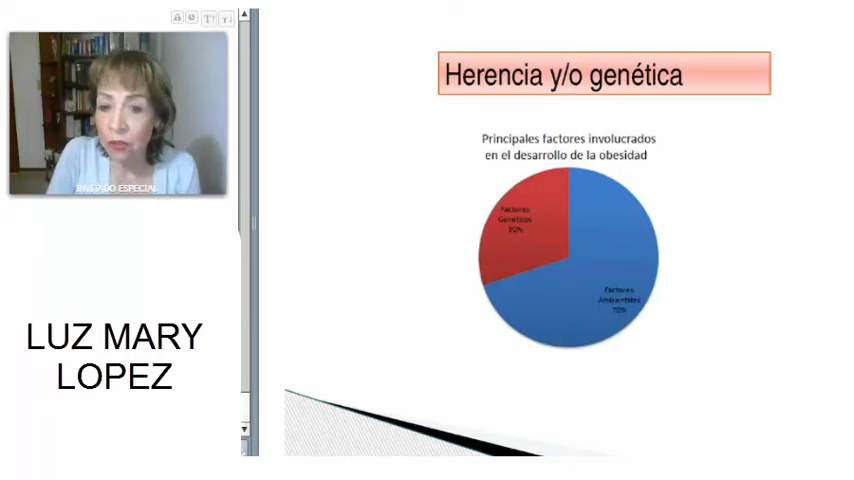 INVITADO ESPECIAL
LUZ MARY
LOPEZ
Herencia y/o genética
Principales factores involucrados
en el desarrollo de la obesidad
Factores
Genéticos
30%
Factores
Ambientales
70%